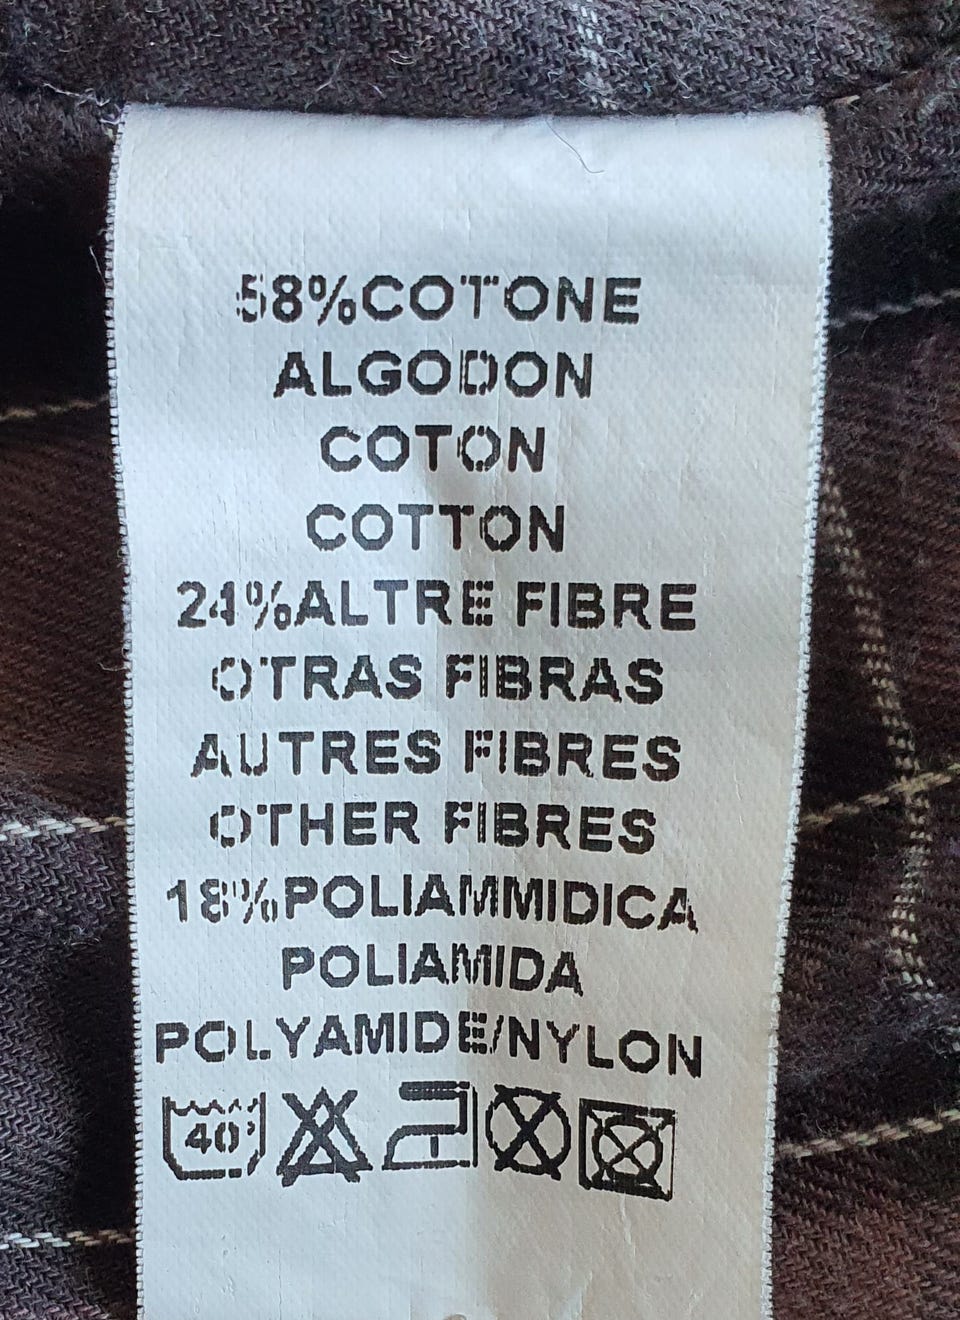 58%COTONE
ALGODON
COTON
COTTON
24%ALTRE FIBRE
OTRAS FIBRAS
AUTRES FIBRES
OTHER FIBRES
18%POLIAMMIDICA
POLIAMIDA
POLYAMIDE/NYLON
40°